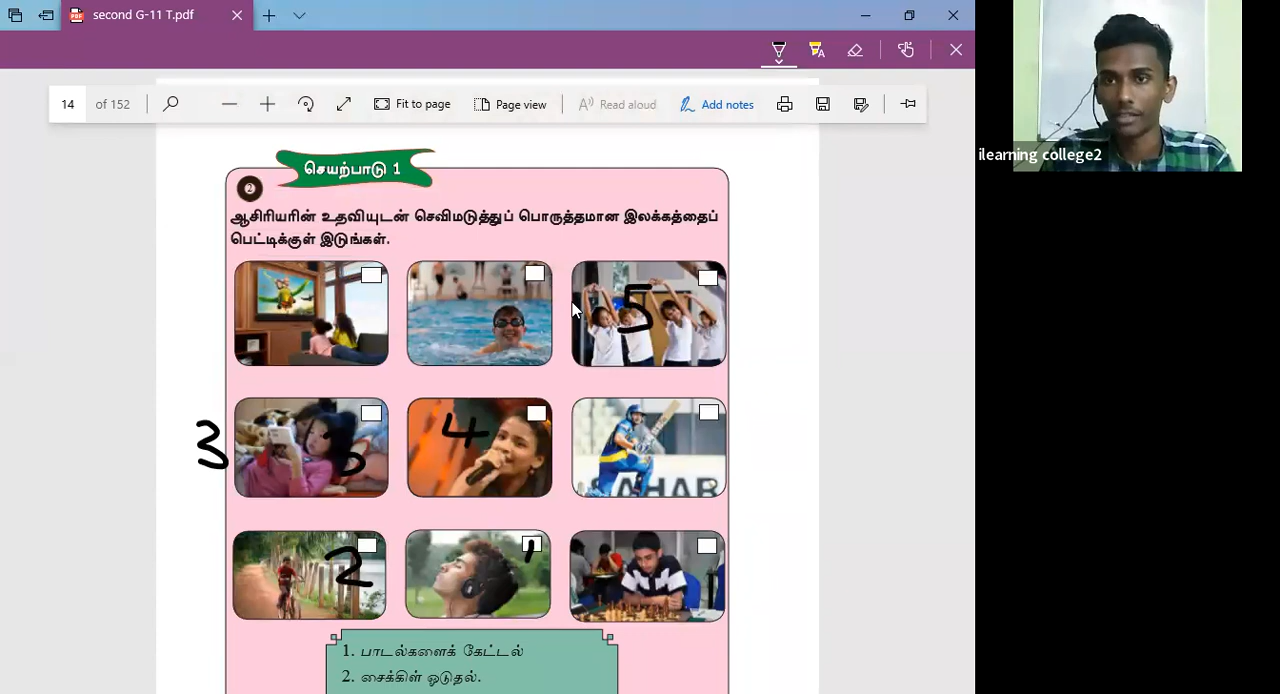 second G-11 T.pdf
14 of 152 Fit to page Page view Read aloud Add notes
ilearning college2
செயற்பாடு 1
2
ஆசிரியரின் உதவியுடன் செவிமடுத்துப் பொருத்தமான இலக்கத்தைப்
பெட்டிக்குள் இடுங்கள்.
5
3 4
SAHAR
2 1
1. பாடல்களைக் கேட்டல்
2. சைக்கிள் ஓடுதல்.